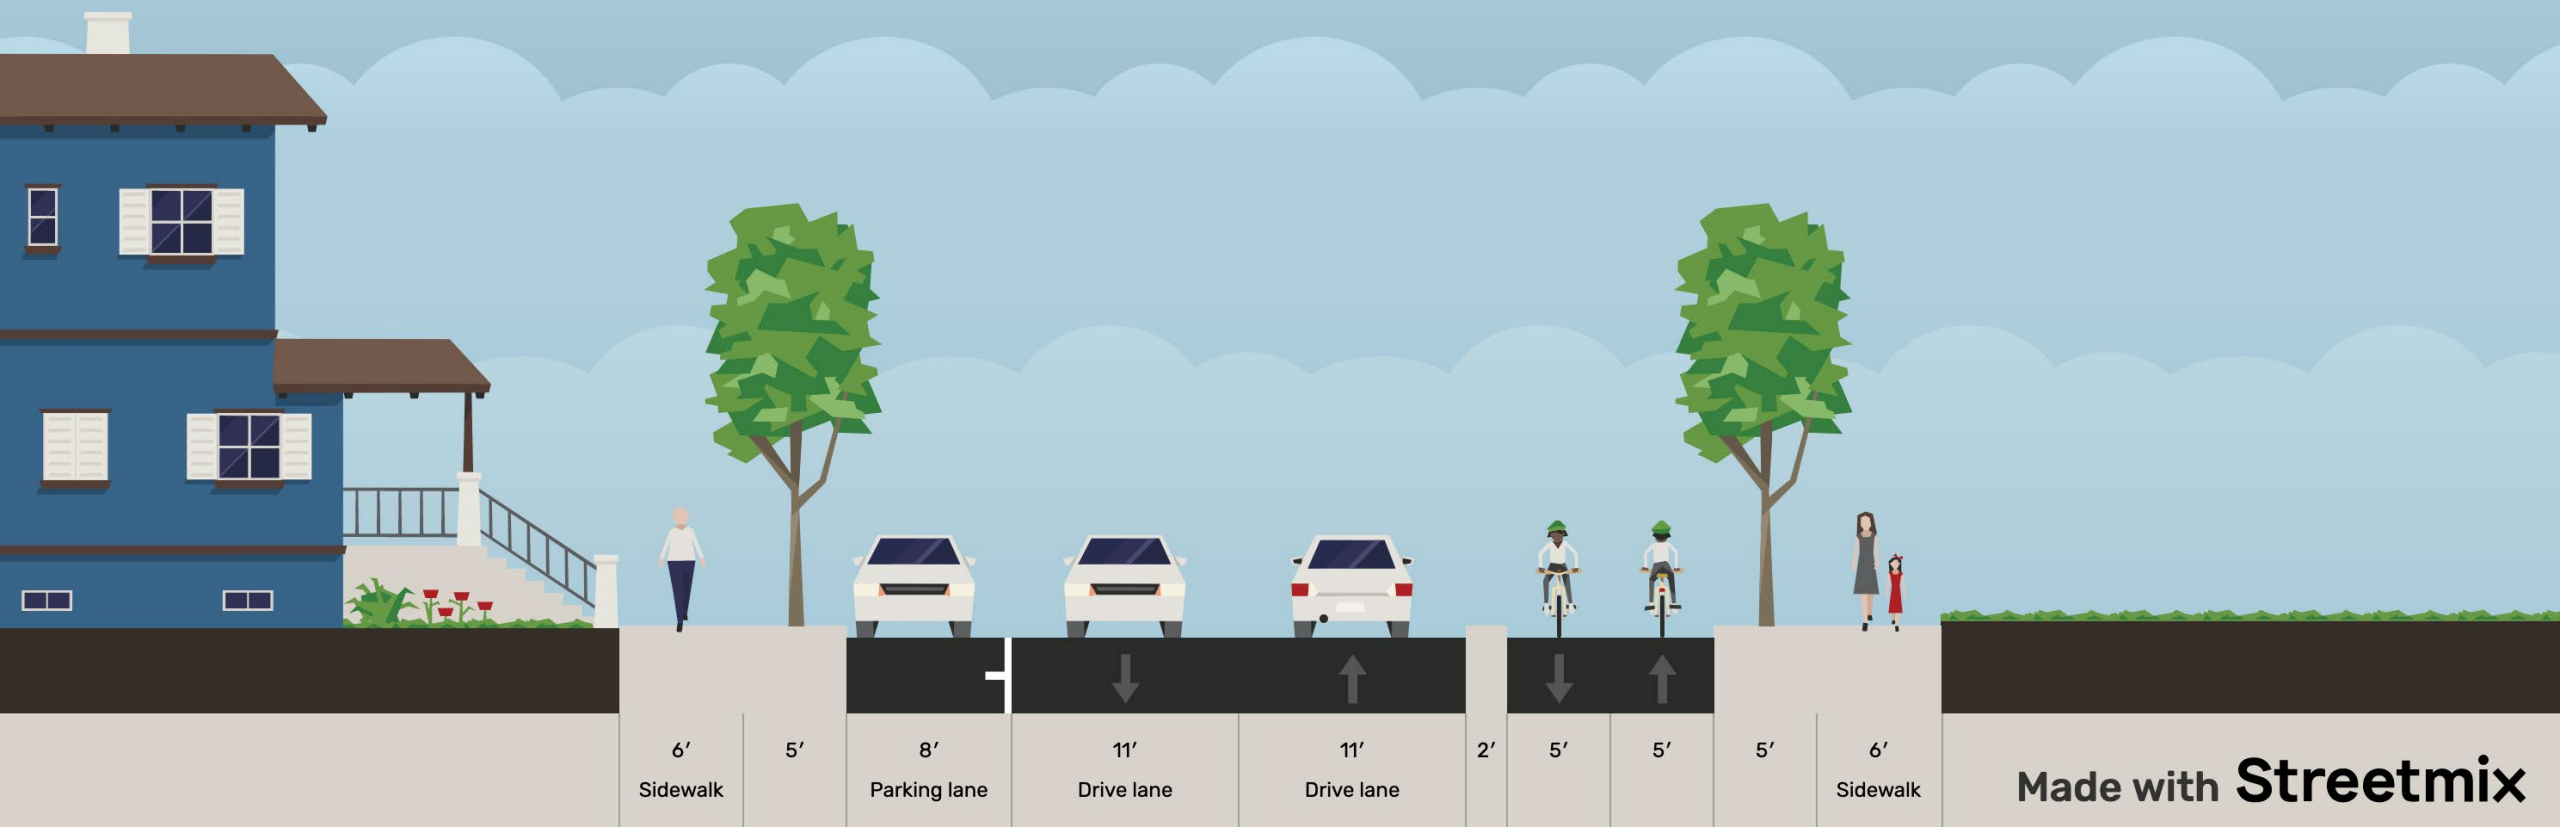 6′ 5′ 8′ 11′ 11′ 2′ 5′ 5′ 5′ 6′
Sidewalk Parking lane Drive lane Drive lane Sidewalk
Made with Streetmix